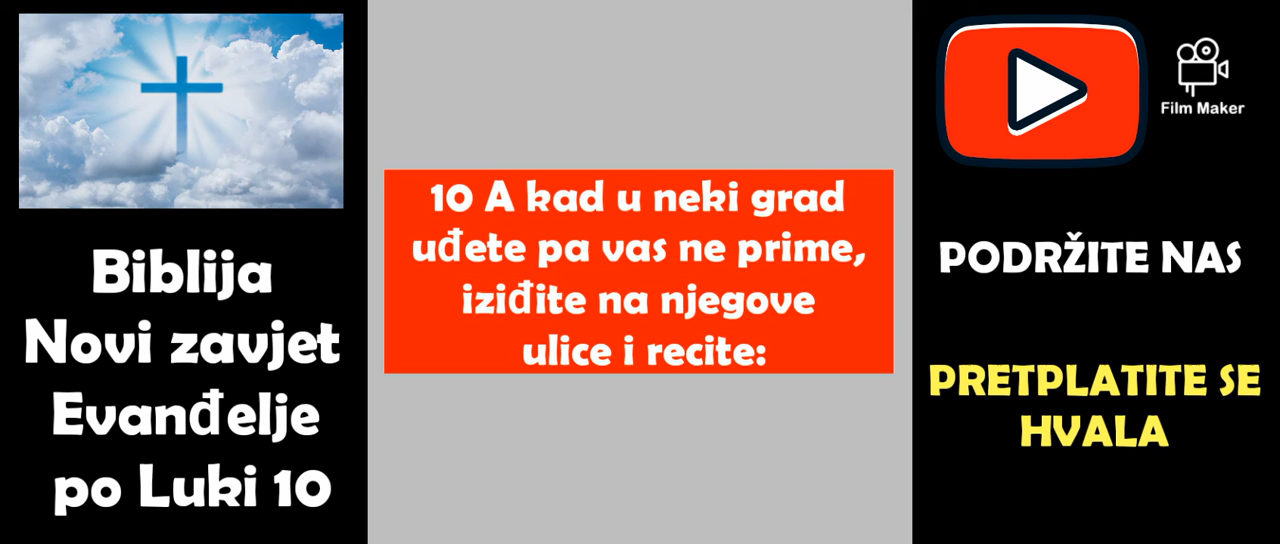 Biblija
Novi zavjet
Evanđelje
po Luki 10
10 A kad u neki grad
uđete pa vas ne prime,
iziđite na njegove
ulice i recite:
Film Maker
PODRŽITE NAS
PRETPLATITE SE
HVALA